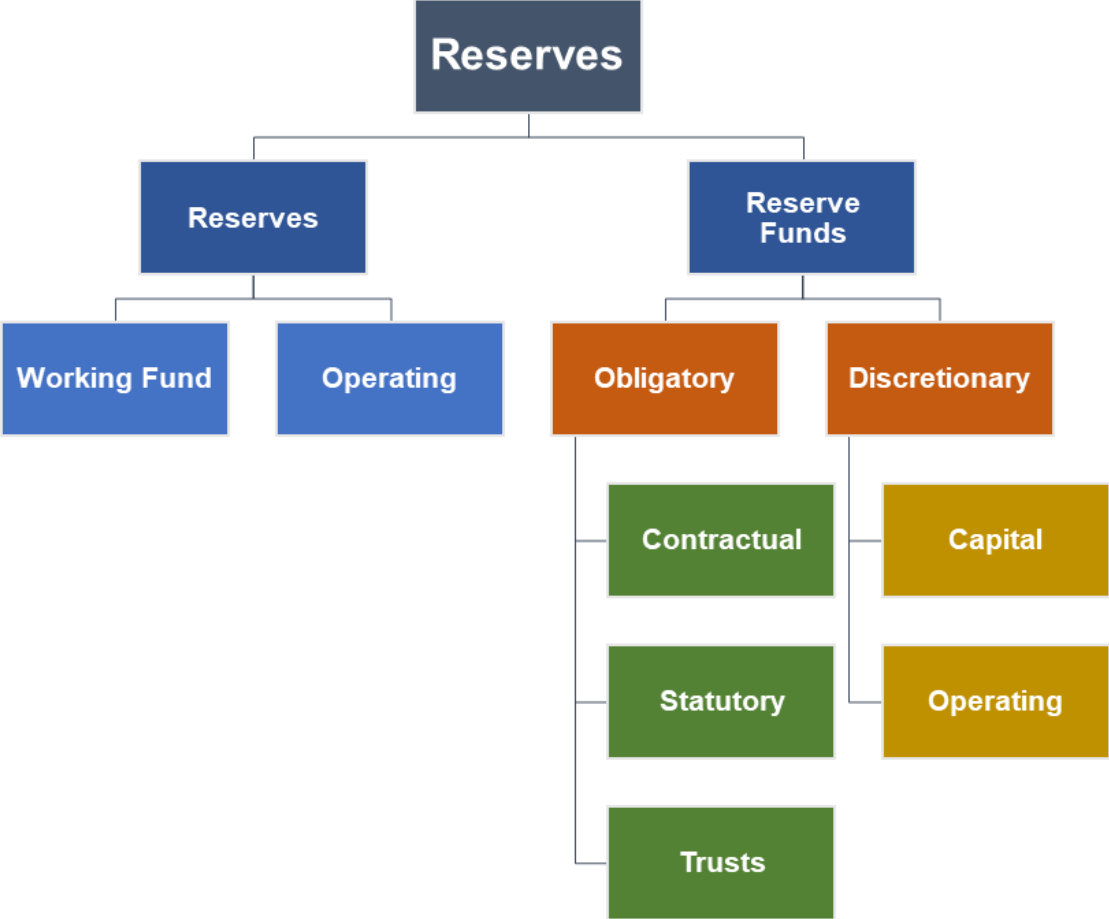 Reserves
Reserves
Reserve
Funds
Working Fund
Operating
Obligatory
Discretionary
Contractual
Capital
Statutory
Operating
Trusts